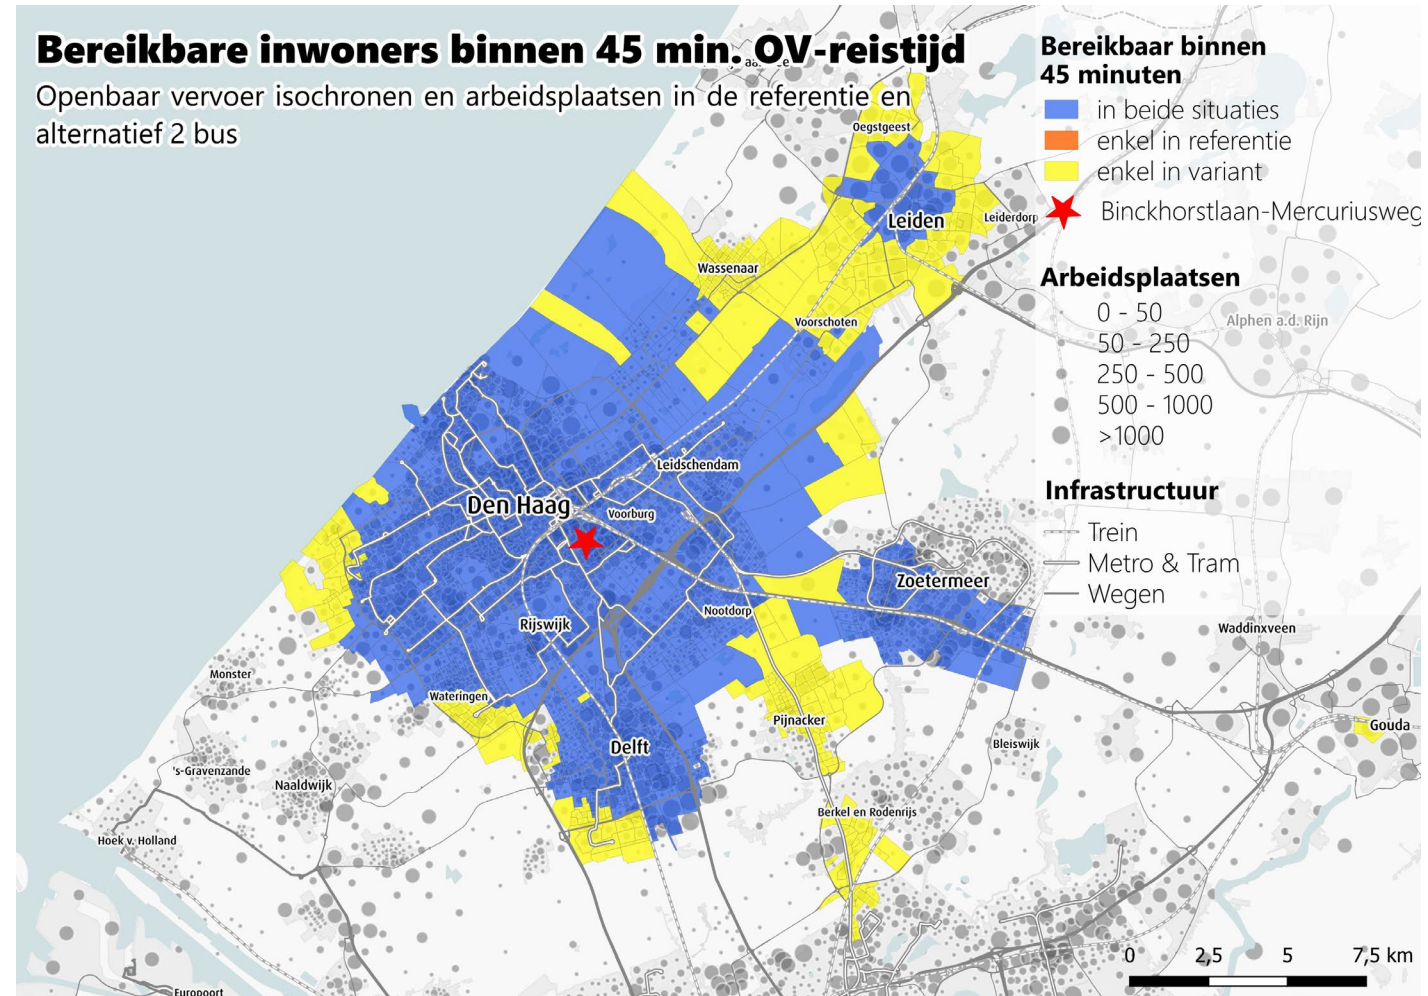 Bereikbare inwoners binnen 45 min. OV-reistijd
Openbaar vervoer isochronen en arbeidsplaatsen in de referentie en
alternatief 2 bus
Bereikbaar binnen
45 minuten
in beide situaties
enkel in referentie
enkel in variant
Binckhorstlaan-Mercuriusweg
Arbeidsplaatsen
0 - 50
50 - 250
250 - 500
500 - 1000
>1000
Infrastructuur
Trein
Metro & Tram
Wegen
Oegstgeest
Leiden
Leiderdorp
Wassenaar
Voorschoten
Alphen a.d. Rijn
Leidschendam
Den Haag
Voorburg
Zoetermeer
Nootdorp
Rijswijk
Waddinxveen
Monster
Wateringen
Pijnacker
Gouda
Delft
Bleiswijk
's-Gravenzande
Naaldwijk
Berkel en Rodenrijs
Hoek v. Holland
Europoort
0 2,5 5 7,5 km